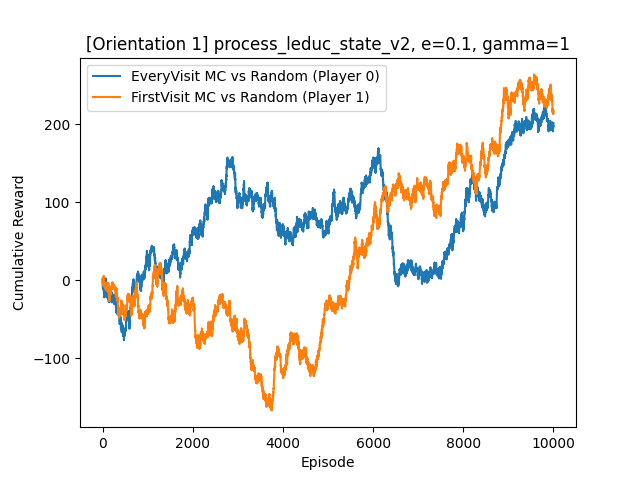 [Orientation 1] process_leduc_state_v2, e=0.1, gamma=1
EveryVisit MC vs Random (Player 0)
FirstVisit MC vs Random (Player 1)
200
100
0
−100
Cumulative Reward
0 2000 4000 6000 8000 10000
Episode